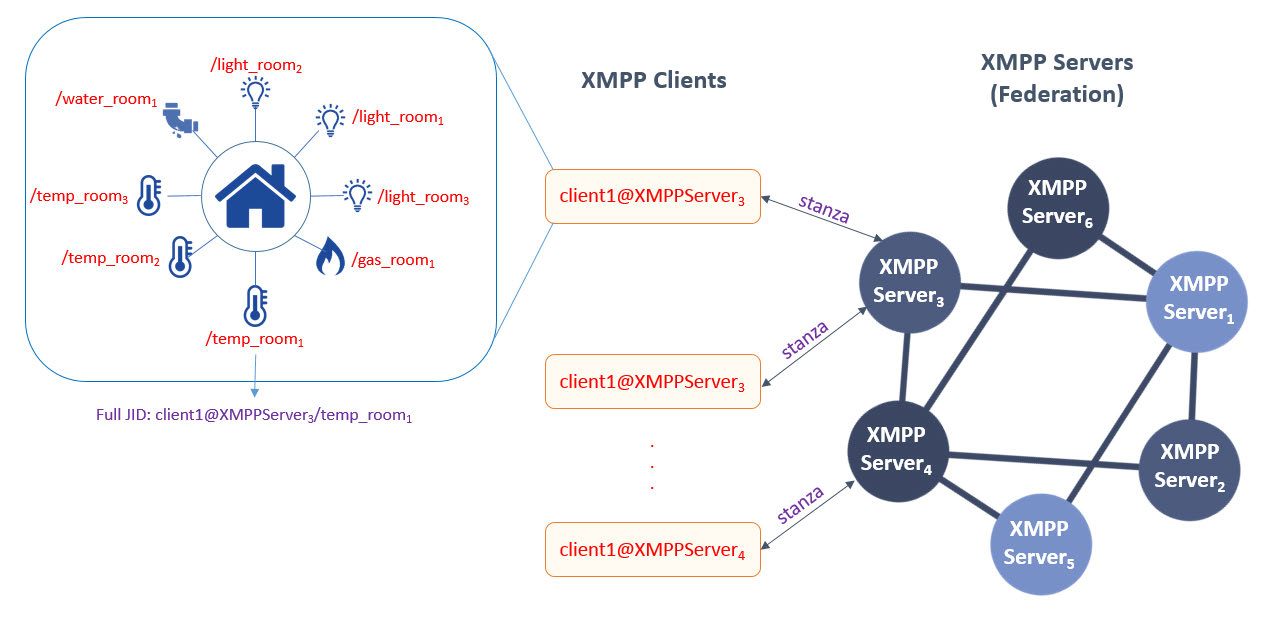 /light_room₂
/water_room₁
/light_room₁
/temp_room₃
/light_room₃
/temp_room₂
/gas_room₁
/temp_room₁
Full JID: client1@XMPPServer₃/temp_room₁
XMPP Clients
client1@XMPPServer₃
client1@XMPPServer₃
.
.
.
client1@XMPPServer₄
stanza
stanza
stanza
XMPP Servers
(Federation)
XMPP
Server₆
XMPP
Server₃
XMPP
Server₁
XMPP
Server₄
XMPP
Server₂
XMPP
Server₅